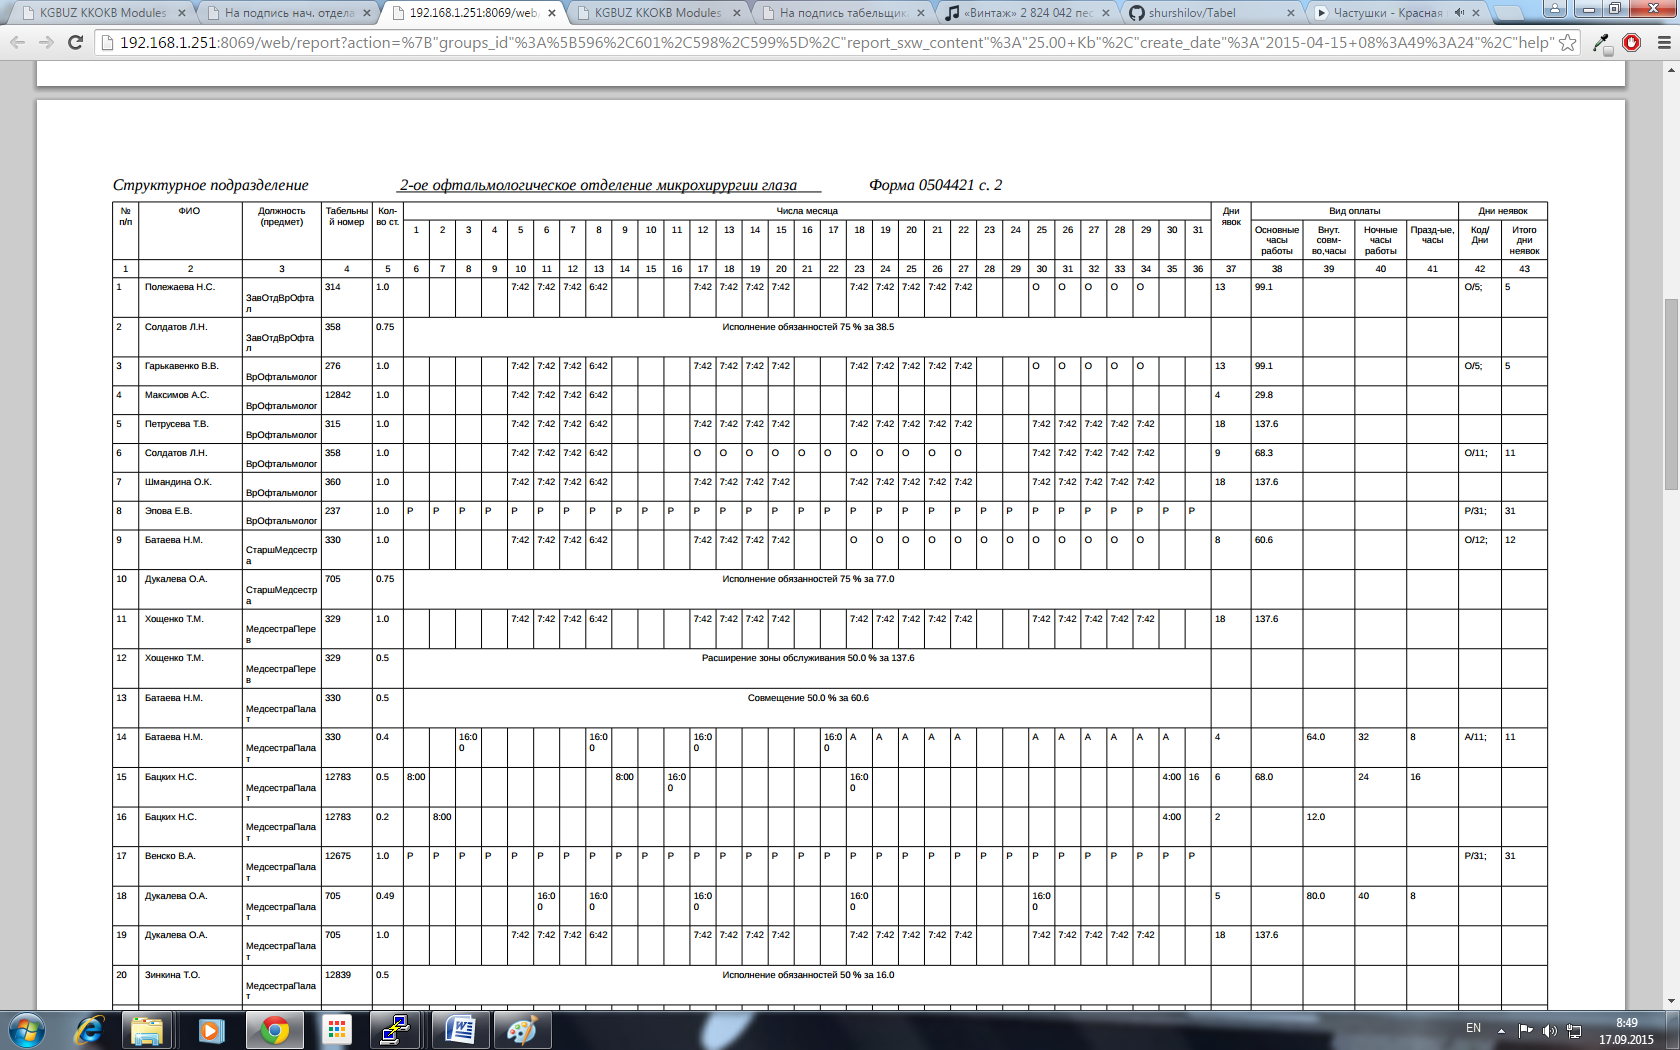 KGBUZ KKOKB Modules
На подпись нач. отдела
192.168.1.251:8069/web
KGBUZ KKOKB Modules
На подпись табельщик
«Винтаж» 2 824 042 пес
shurshilov/Tabel
Частушки - Красная
192.168.1.251:8069/web/report?action=%7B"groups_id"%3A%5B596%2C601%2C598%2C599%5D%2C"report_sxw_content"%3A"25.00+Kb"%2C"create_date"%3A"2015-04-15+08%3A49%3A24"%2C"help"
Структурное подразделение 2-ое офтальмологическое отделение микрохирургии глаза Форма 0504421 с. 2
№ п/п ФИО Должность (предмет) Табельный номер Кол-во ст. Числа месяца Дни явок Вид оплаты Дни неявок
1 2 3 4 5 6 7 8 9 10 11 12 13 14 15 16 17 18 19 20 21 22 23 24 25 26 27 28 29 30 31 Основные часы работы Внут. совм-во,часы Ночные часы работы Празд-ые, часы Код/Дни Итого дни неявок
1 2 3 4 5 6 7 8 9 10 11 12 13 14 15 16 17 18 19 20 21 22 23 24 25 26 27 28 29 30 31 32 33 34 35 36 37 38 39 40 41 42 43
1 Полежаева Н.С. ЗавОтдВрОфтал 314 1.0 7:42 7:42 7:42 6:42 7:42 7:42 7:42 7:42 7:42 7:42 7:42 7:42 7:42 О О О О О 13 99.1 О/5; 5
2 Солдатов Л.Н. ЗавОтдВрОфтал 358 0.75 Исполнение обязанностей 75 % за 38.5
3 Гарькавенко В.В. ВрОфтальмолог 276 1.0 7:42 7:42 7:42 6:42 7:42 7:42 7:42 7:42 7:42 7:42 7:42 7:42 7:42 О О О О О 13 99.1 О/5; 5
4 Максимов А.С. ВрОфтальмолог 12842 1.0 7:42 7:42 7:42 6:42 4 29.8
5 Петрусева Т.В. ВрОфтальмолог 315 1.0 7:42 7:42 7:42 6:42 7:42 7:42 7:42 7:42 7:42 7:42 7:42 7:42 7:42 7:42 7:42 7:42 7:42 7:42 18 137.6
6 Солдатов Л.Н. ВрОфтальмолог 358 1.0 7:42 7:42 7:42 6:42 О О О О О О О О О О О 7:42 7:42 7:42 7:42 7:42 9 68.3 О/11; 11
7 Шмандина О.К. ВрОфтальмолог 360 1.0 7:42 7:42 7:42 6:42 7:42 7:42 7:42 7:42 7:42 7:42 7:42 7:42 7:42 7:42 7:42 7:42 7:42 7:42 18 137.6
8 Эпова Е.В. ВрОфтальмолог 237 1.0 Р Р Р Р Р Р Р Р Р Р Р Р Р Р Р Р Р Р Р Р Р Р Р Р Р Р Р Р Р Р Р Р/31; 31
9 Батаева Н.М. СтаршМедсестра 330 1.0 7:42 7:42 7:42 6:42 7:42 7:42 7:42 7:42 О О О О О О О О О О О О 8 60.6 О/12; 12
10 Дукалева О.А. СтаршМедсестра 705 0.75 Исполнение обязанностей 75 % за 77.0
11 Хощенко Т.М. МедсестраПерев 329 1.0 7:42 7:42 7:42 6:42 7:42 7:42 7:42 7:42 7:42 7:42 7:42 7:42 7:42 7:42 7:42 7:42 7:42 7:42 18 137.6
12 Хощенко Т.М. МедсестраПерев 329 0.5 Расширение зоны обслуживания 50.0 % за 137.6
13 Батаева Н.М. МедсестраПалат 330 0.5 Совмещение 50.0 % за 60.6
14 Батаева Н.М. МедсестраПалат 330 0.4 16:00 16:00 16:00 16:00 А А А А А А А А А А А 4 64.0 32 8 А/11; 11
15 Бацких Н.С. МедсестраПалат 12783 0.5 8:00 8:00 16:00 16:00 4:00 16 6 68.0 24 16
16 Бацких Н.С. МедсестраПалат 12783 0.2 8:00 4:00 2 12.0
17 Венско В.А. МедсестраПалат 12675 1.0 Р Р Р Р Р Р Р Р Р Р Р Р Р Р Р Р Р Р Р Р Р Р Р Р Р Р Р Р Р Р Р Р/31; 31
18 Дукалева О.А. МедсестраПалат 705 0.49 16:00 16:00 16:00 16:00 16:00 5 80.0 40 8
19 Дукалева О.А. МедсестраПалат 705 1.0 7:42 7:42 7:42 6:42 7:42 7:42 7:42 7:42 7:42 7:42 7:42 7:42 7:42 7:42 7:42 7:42 7:42 7:42 18 137.6
20 Зинкина Т.О. МедсестраПалат 12839 0.5 Исполнение обязанностей 50 % за 16.0
EN 8:49
17.09.2015